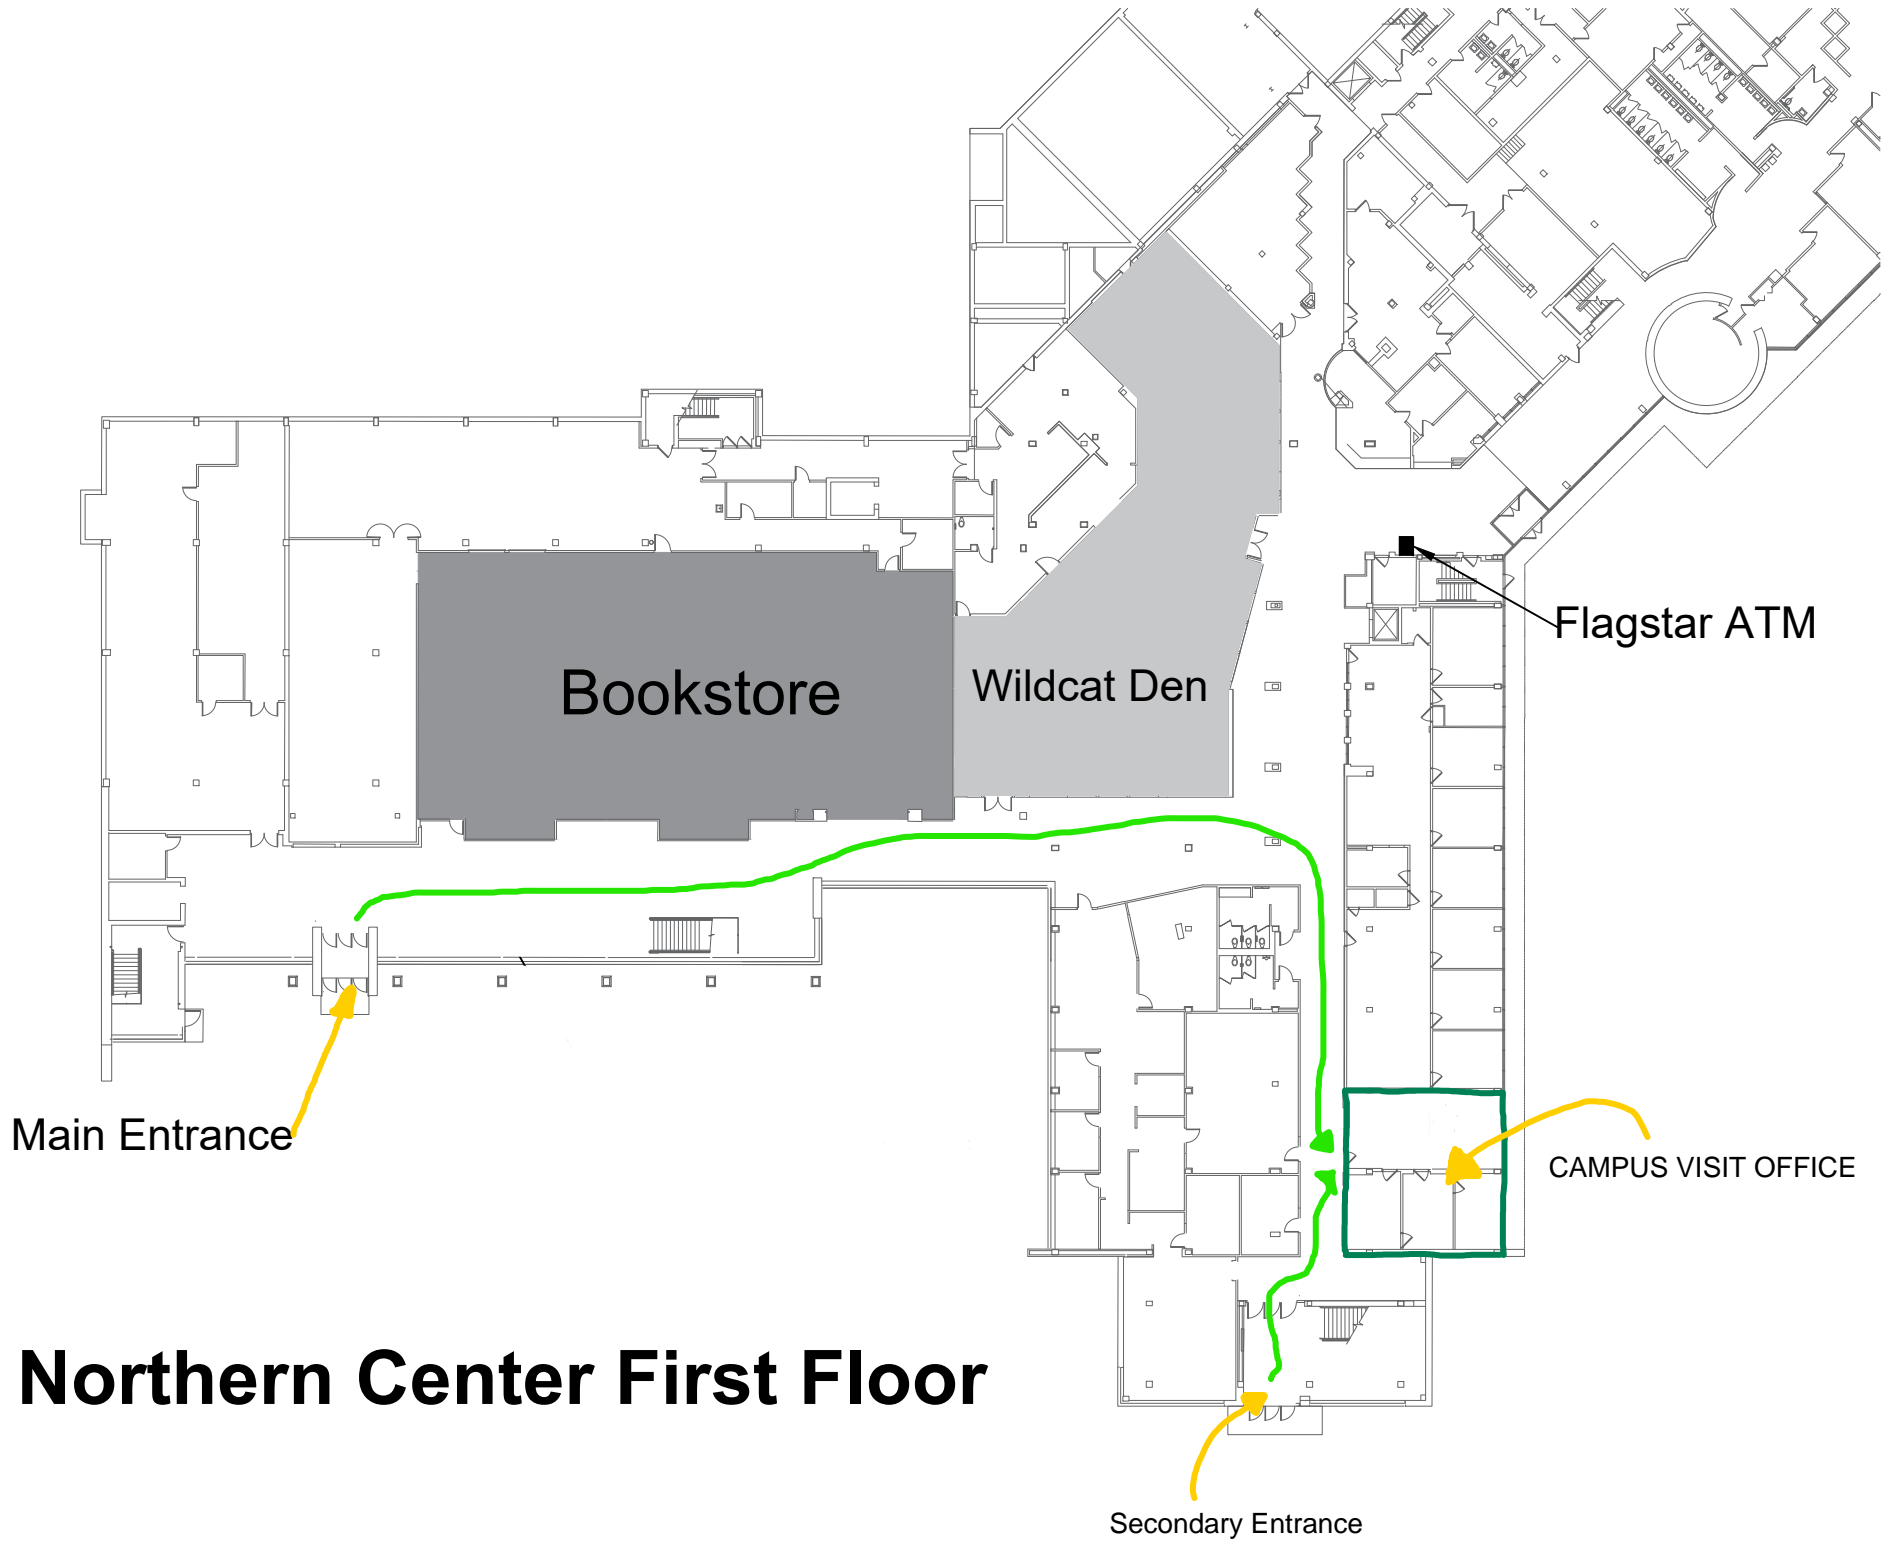 Flagstar ATM
Bookstore
Wildcat Den
Main Entrance
CAMPUS VISIT OFFICE
Northern Center First Floor
Secondary Entrance